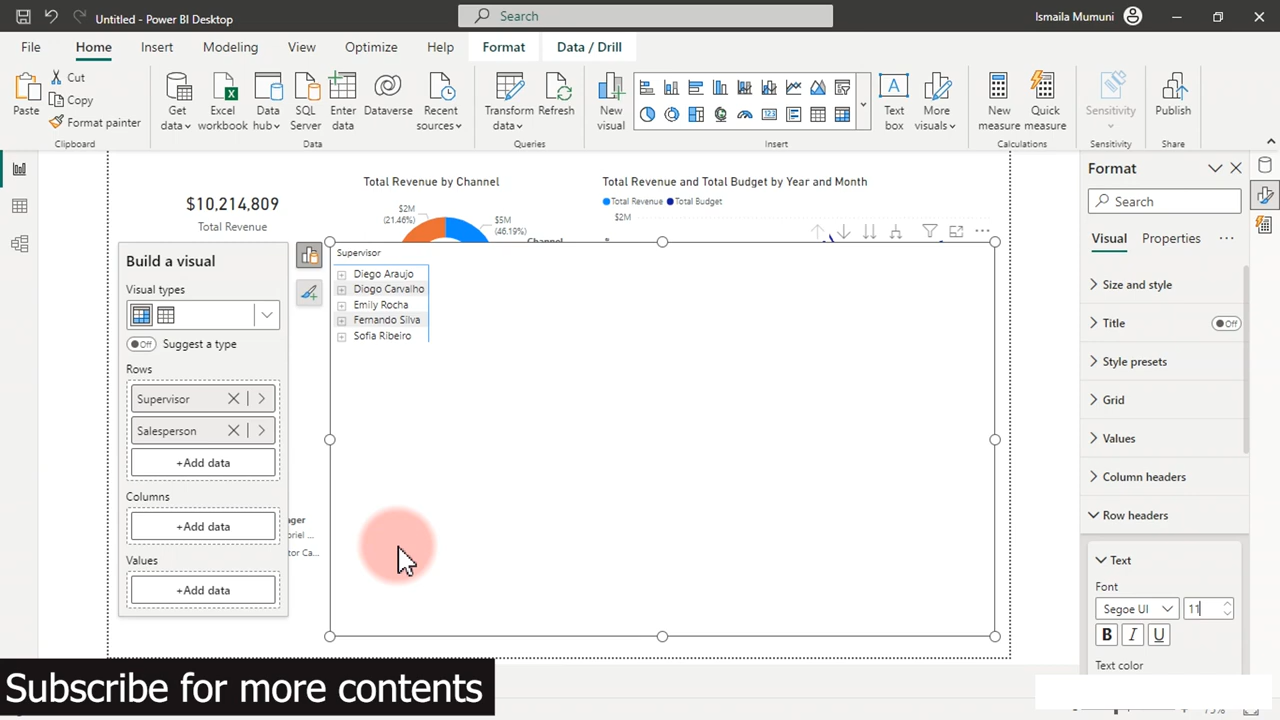 Untitled - Power BI Desktop
Search
Ismaila Mumuni
File
Home
Insert
Modeling
View
Optimize
Help
Format
Data / Drill
Paste
Cut
Copy
Format painter
Clipboard
Get data
Excel workbook
Data hub
SQL Server
Enter data
Dataverse
Recent sources
Data
Transform data
Refresh
Queries
New visual
Text box
More visuals
Insert
New measure
Quick measure
Calculations
Sensitivity
Sensitivity
Publish
Share
$10,214,809
Total Revenue
Total Revenue by Channel
$2M
(21.46%)
$5M
(46.19%)
Channel
Total Revenue and Total Budget by Year and Month
Total Revenue
Total Budget
$2M
Build a visual
Visual types
Off
Suggest a type
Rows
Supervisor
Salesperson
+Add data
Columns
+Add data
Values
+Add data
Supervisor
Diego Araujo
Diogo Carvalho
Emily Rocha
Fernando Silva
Sofia Ribeiro
ager
riel ...
tor Ca...
Format
Search
Visual
Properties
Size and style
Title
Off
Style presets
Grid
Values
Column headers
Row headers
Text
Font
Segoe UI
11
B
I
U
Text color
Subscribe for more contents